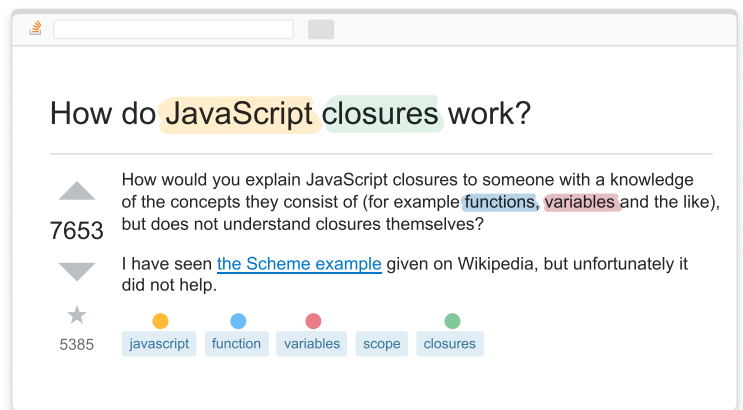 How do JavaScript closures work?
How would you explain JavaScript closures to someone with a knowledge
of the concepts they consist of (for example functions, variables and the like),
but does not understand closures themselves?
7653
I have seen the Scheme example given on Wikipedia, but unfortunately it
did not help.
5385
javascript function variables scope closures